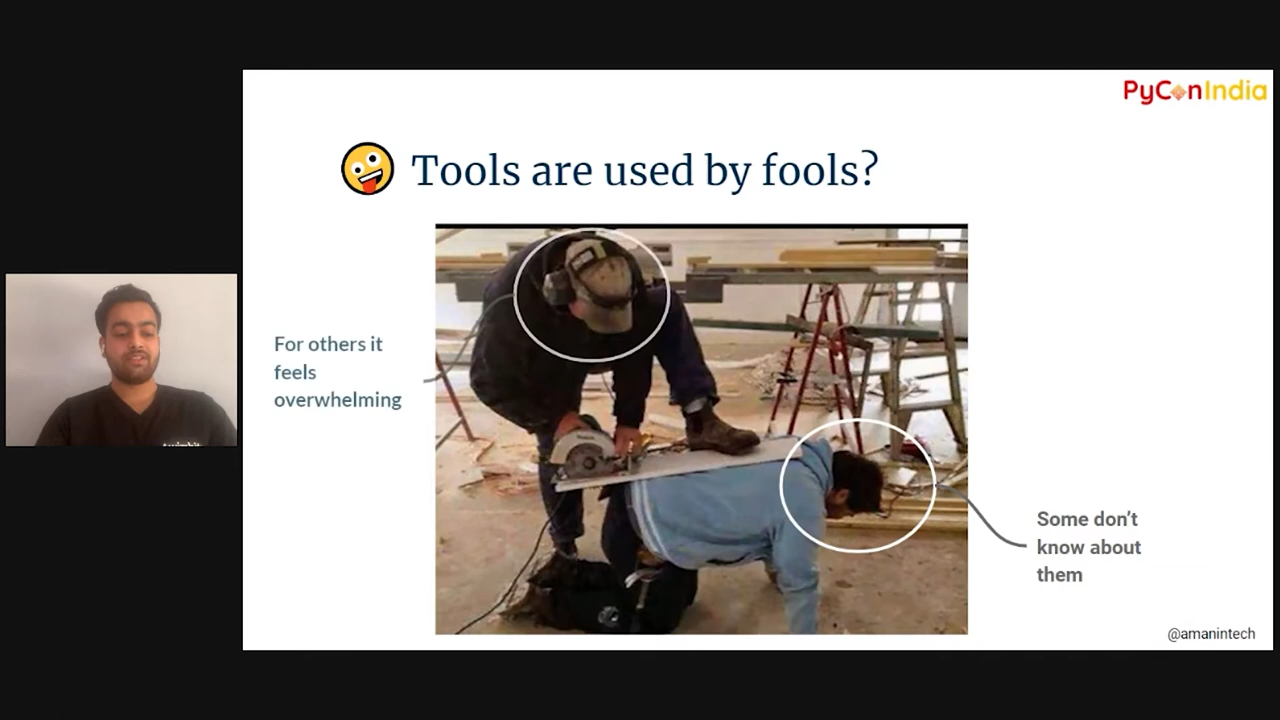 PyConIndia
Tools are used by fools?
For others it
feels
overwhelming
Some don't
know about
them
@amanintech